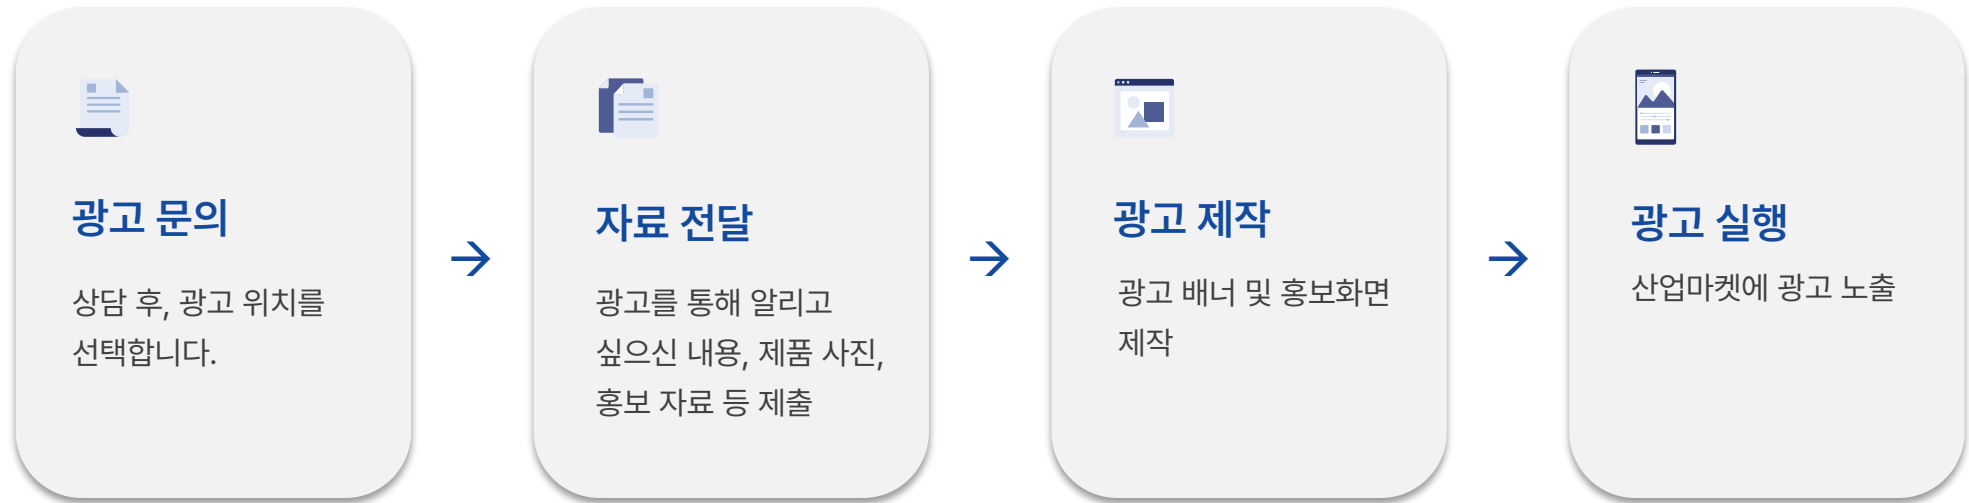 광고 문의
상담 후, 광고 위치를
선택합니다.
자료 전달
광고를 통해 알리고
싶으신 내용, 제품 사진,
홍보 자료 등 제출
광고 제작
광고 배너 및 홍보화면
제작
광고 실행
산업마켓에 광고 노출